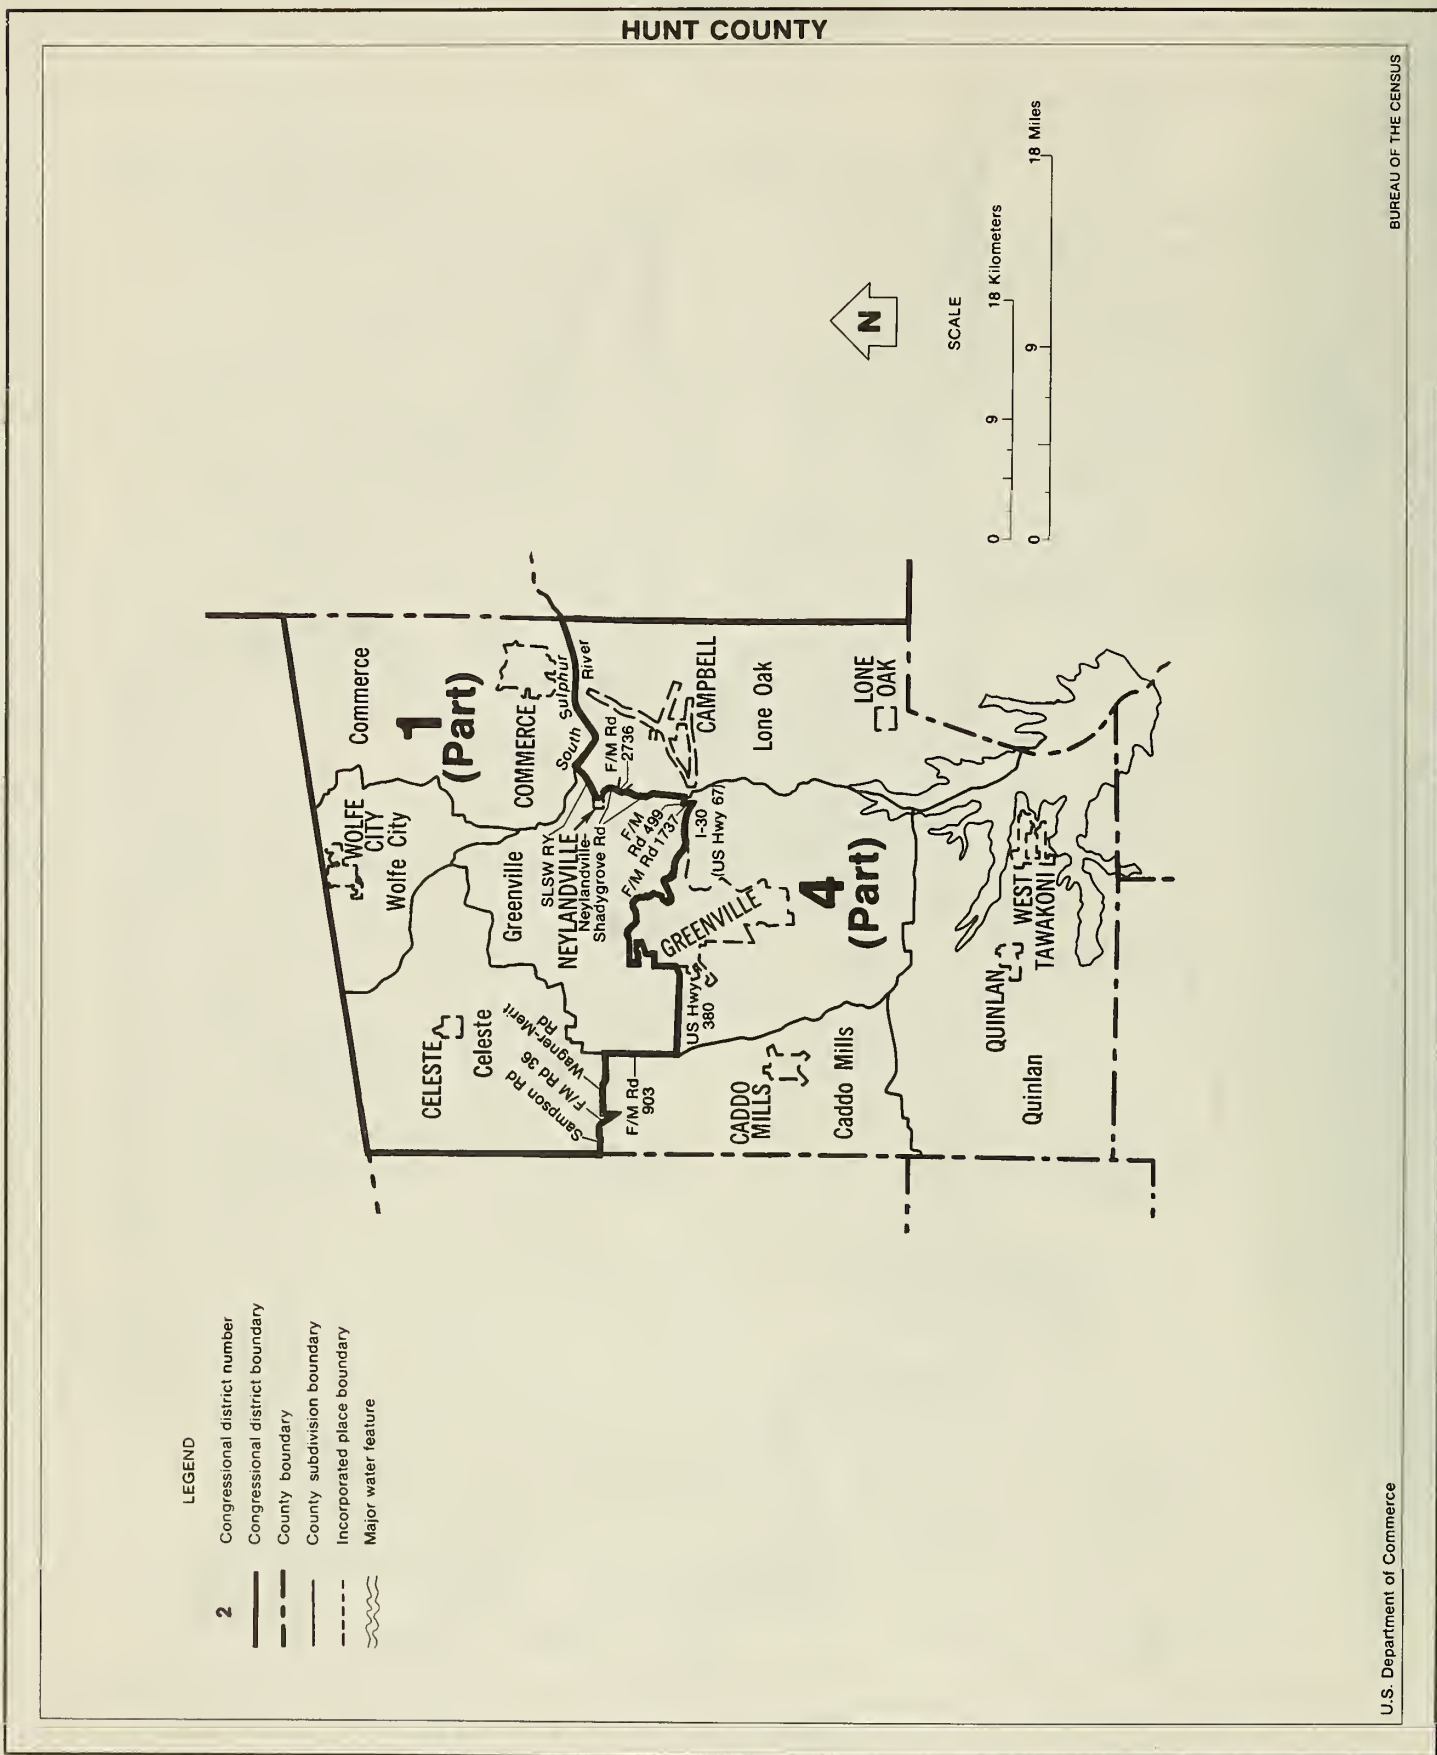 HUNT COUNTY
LEGEND
2 Congressional district number
Congressional district boundary
County boundary
County subdivision boundary
Incorporated place boundary
Major water feature
WOLFE
CITY
Wolfe City
Commerce
1
(Part)
COMMERCE
CELESTE
Celeste
Greenville
South Sulphur
River
SLSW RY
NEYLANDVILLE
Neylandville-
Shadygrove Rd
F/M Rd
2736
Sampson Rd
F/M Rd 36
Wagner-Merit
Rd
F/M Rd
903
F/M
Rd 499
F/M Rd 1737
I-30
(US Hwy 67)
US Hwy
380
GREENVILLE
CAMPBELL
Lone Oak
LONE
OAK
4
(Part)
CADDO
MILLS
Caddo Mills
QUINLAN
Quinlan
WEST
TAWAKONI
N
SCALE
0 9 18 Kilometers
0 9 18 Miles
U.S. Department of Commerce
BUREAU OF THE CENSUS